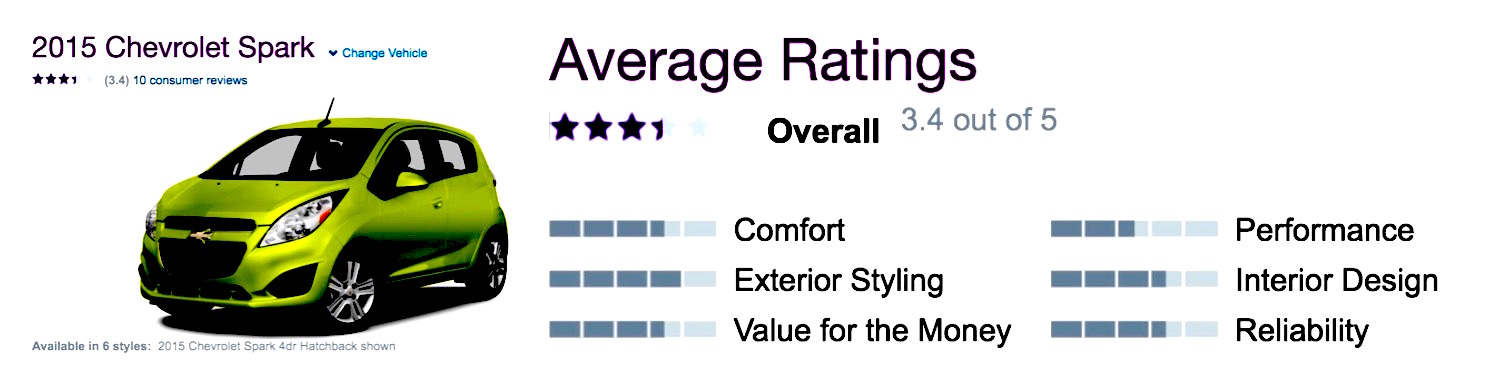 2015 Chevrolet Spark Change Vehicle
(3.4) 10 consumer reviews
Available in 6 styles: 2015 Chevrolet Spark 4dr Hatchback shown
Average Ratings
Overall 3.4 out of 5
Comfort
Exterior Styling
Value for the Money
Performance
Interior Design
Reliability